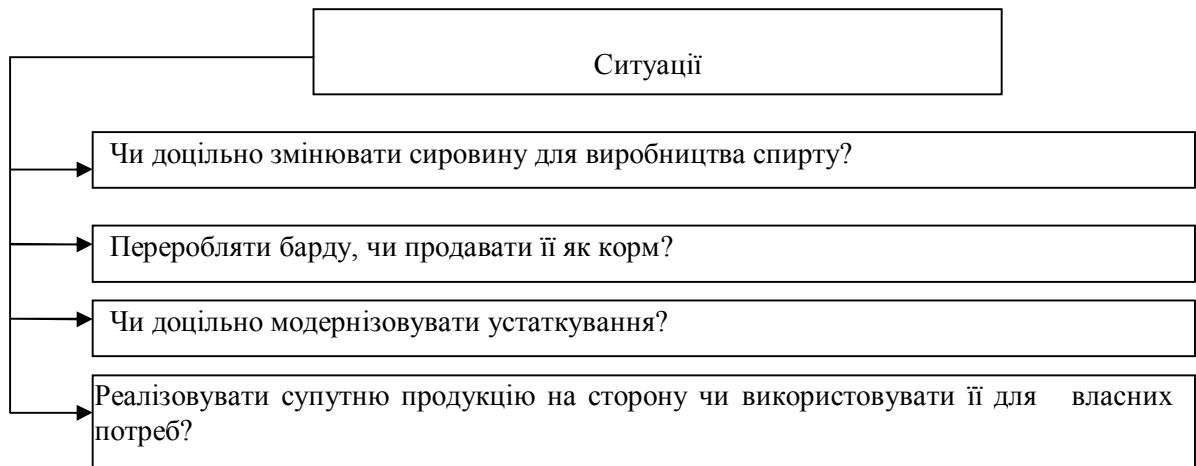 Ситуації
Чи доцільно змінювати сировину для виробництва спирту?
Переробляти барду, чи продавати її як корм?
Чи доцільно модернізовувати устаткування?
Реалізовувати супутню продукцію на сторону чи використовувати її для власних
потреб?